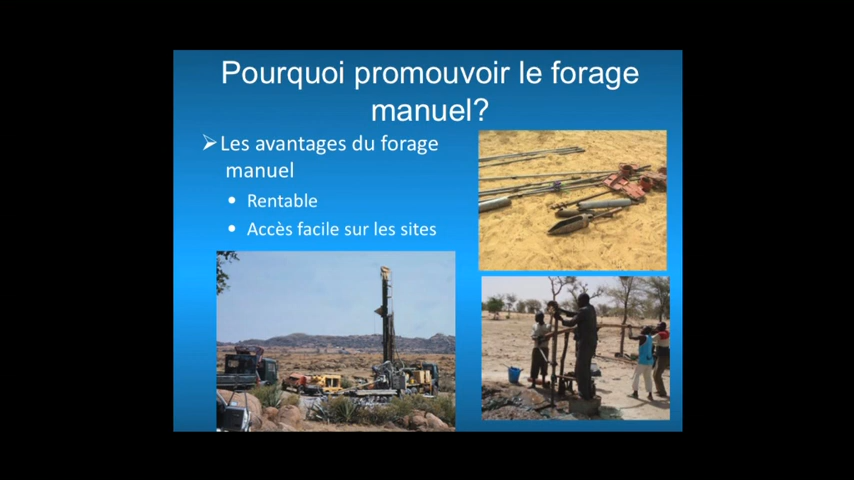 Pourquoi promouvoir le forage
manuel?
Les avantages du forage
manuel
• Rentable
• Accès facile sur les sites